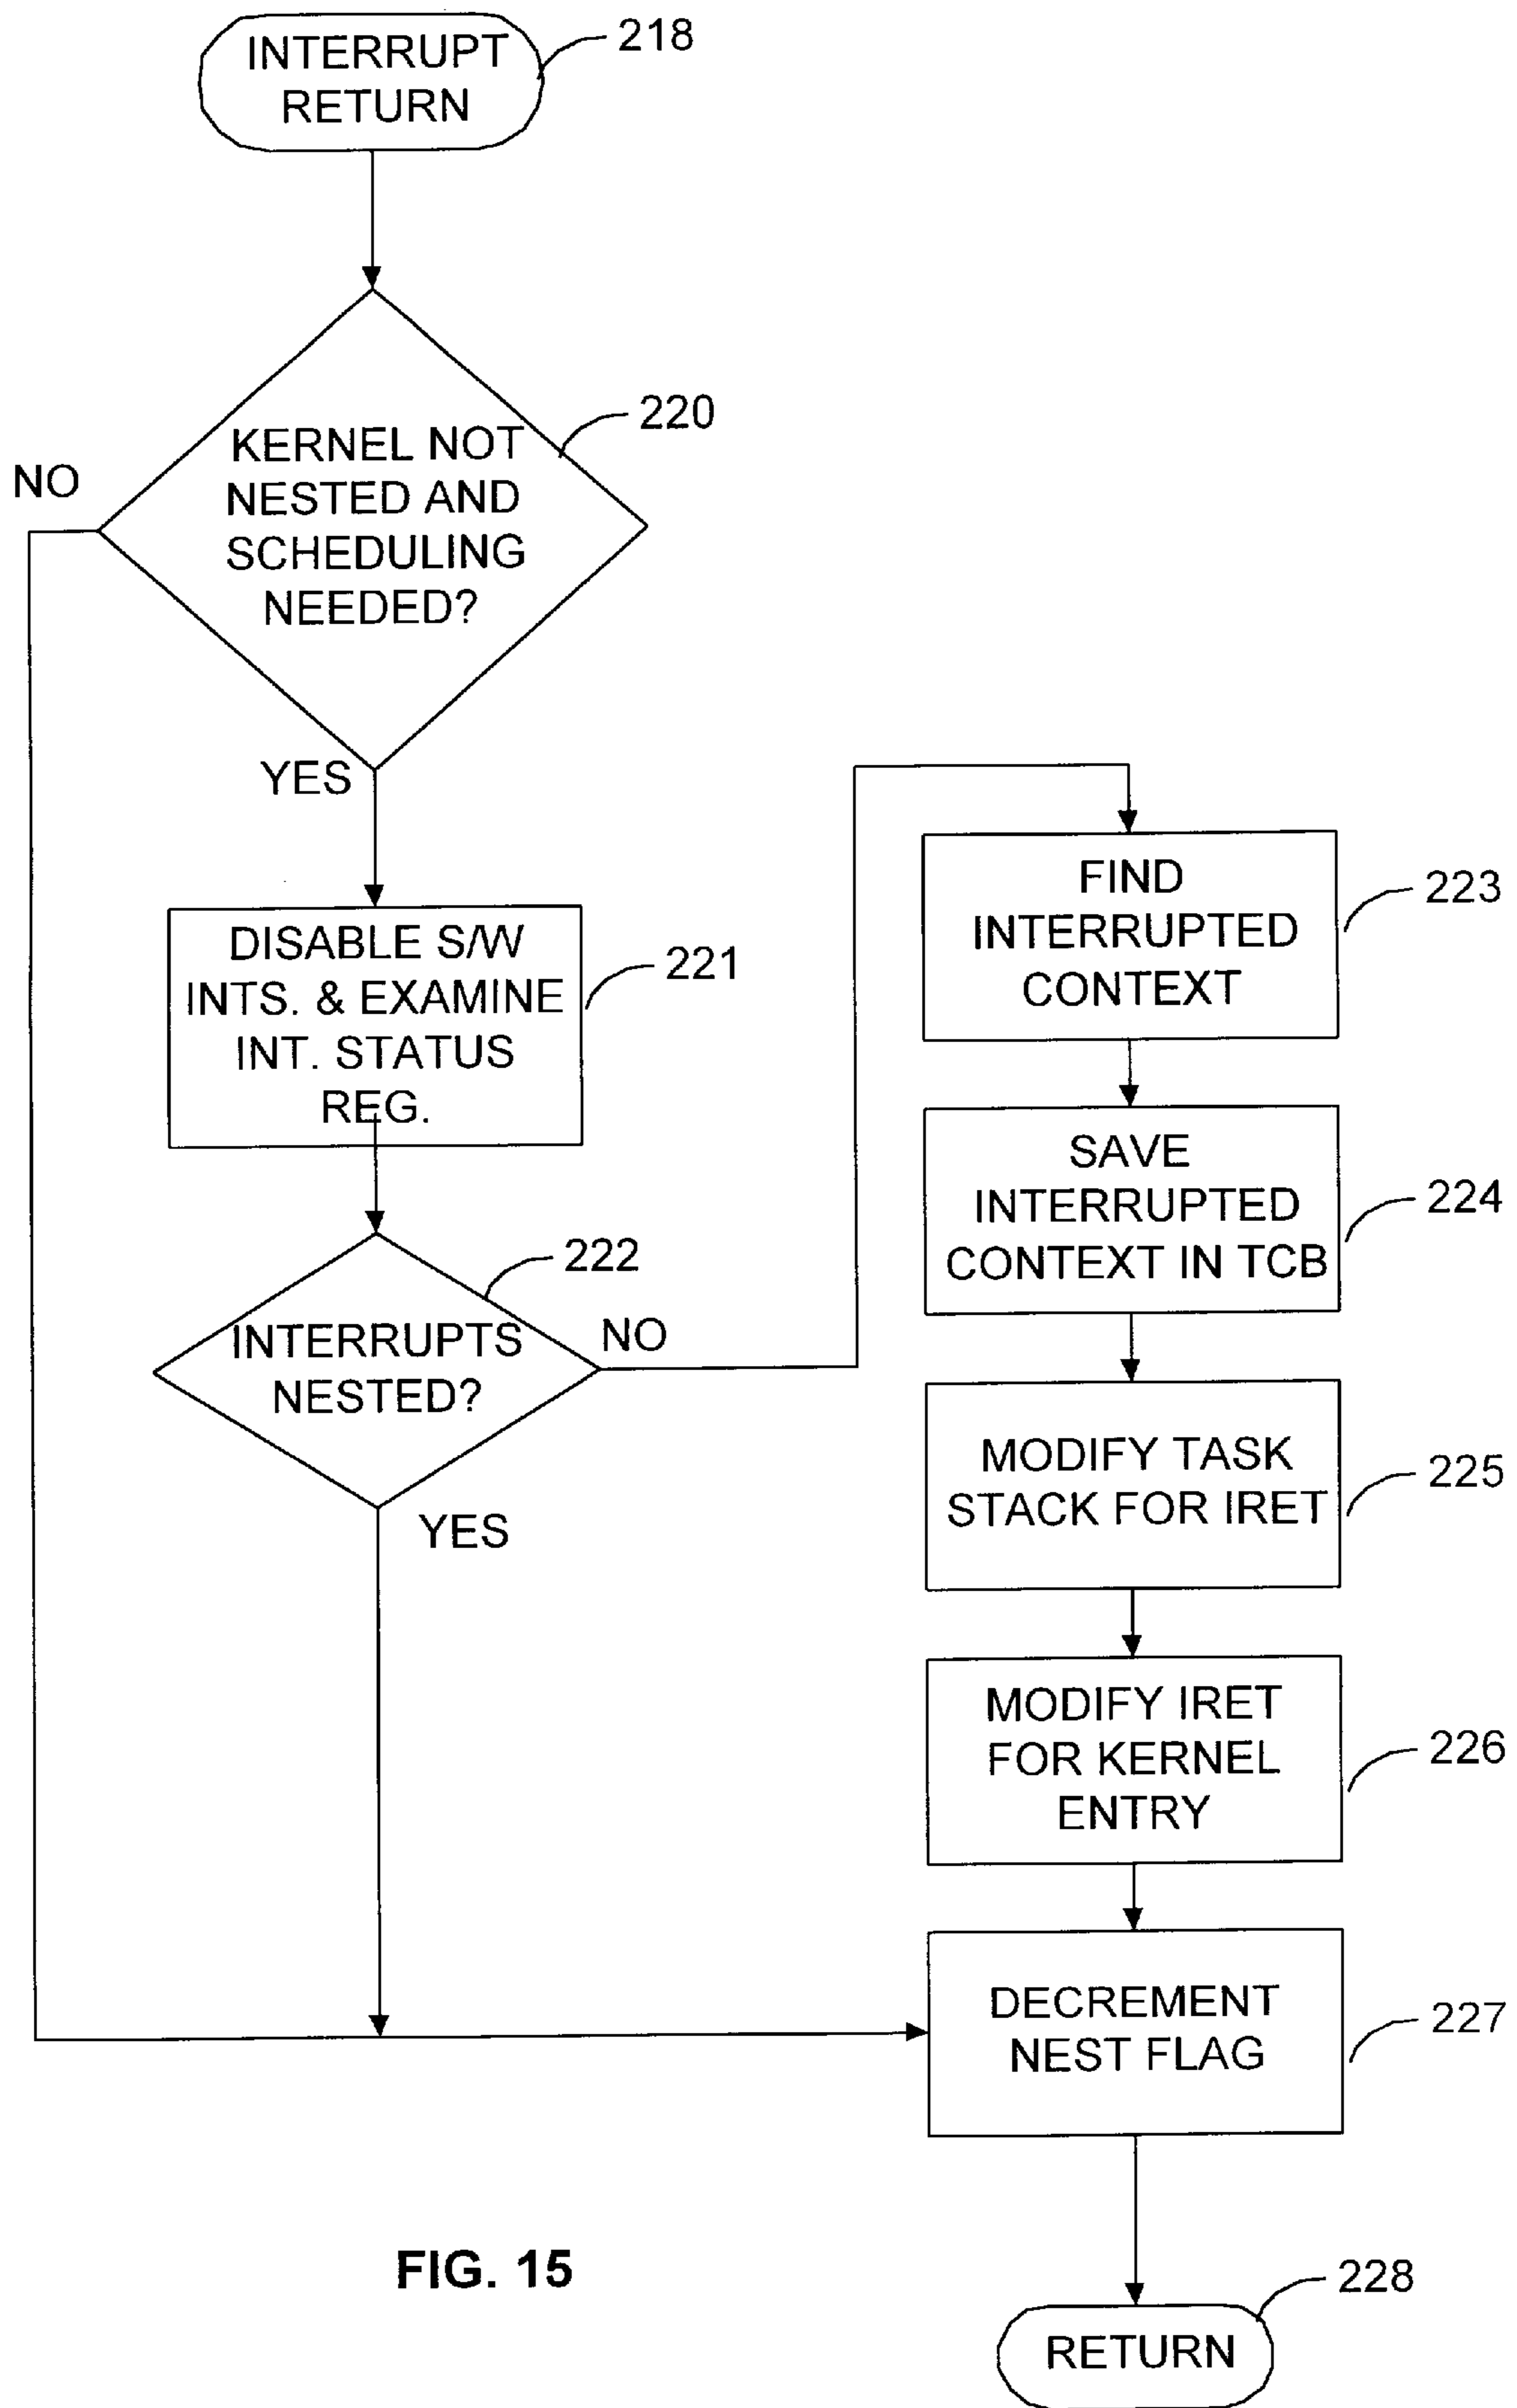 INTERRUPT
RETURN
218
KERNEL NOT
NESTED AND
SCHEDULING
NEEDED?
220
NO
YES
DISABLE S/W
INTS. & EXAMINE
INT. STATUS
REG.
221
INTERRUPTS
NESTED?
222
NO
YES
FIND
INTERRUPTED
CONTEXT
223
SAVE
INTERRUPTED
CONTEXT IN TCB
224
MODIFY TASK
STACK FOR IRET
225
MODIFY IRET
FOR KERNEL
ENTRY
226
DECREMENT
NEST FLAG
227
RETURN
228
FIG. 15